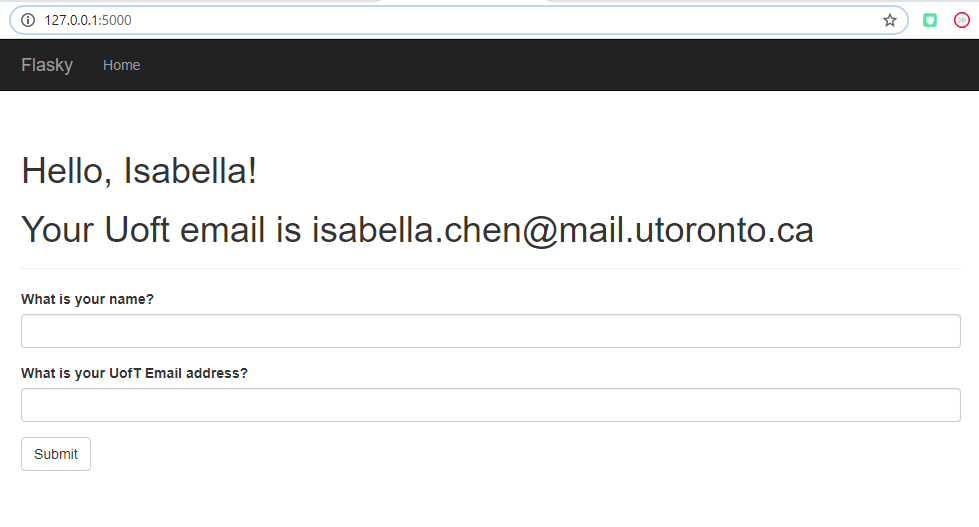 127.0.0.1:5000
Flasky Home
Hello, Isabella!
Your Uoft email is isabella.chen@mail.utoronto.ca
What is your name?
What is your UofT Email address?
Submit